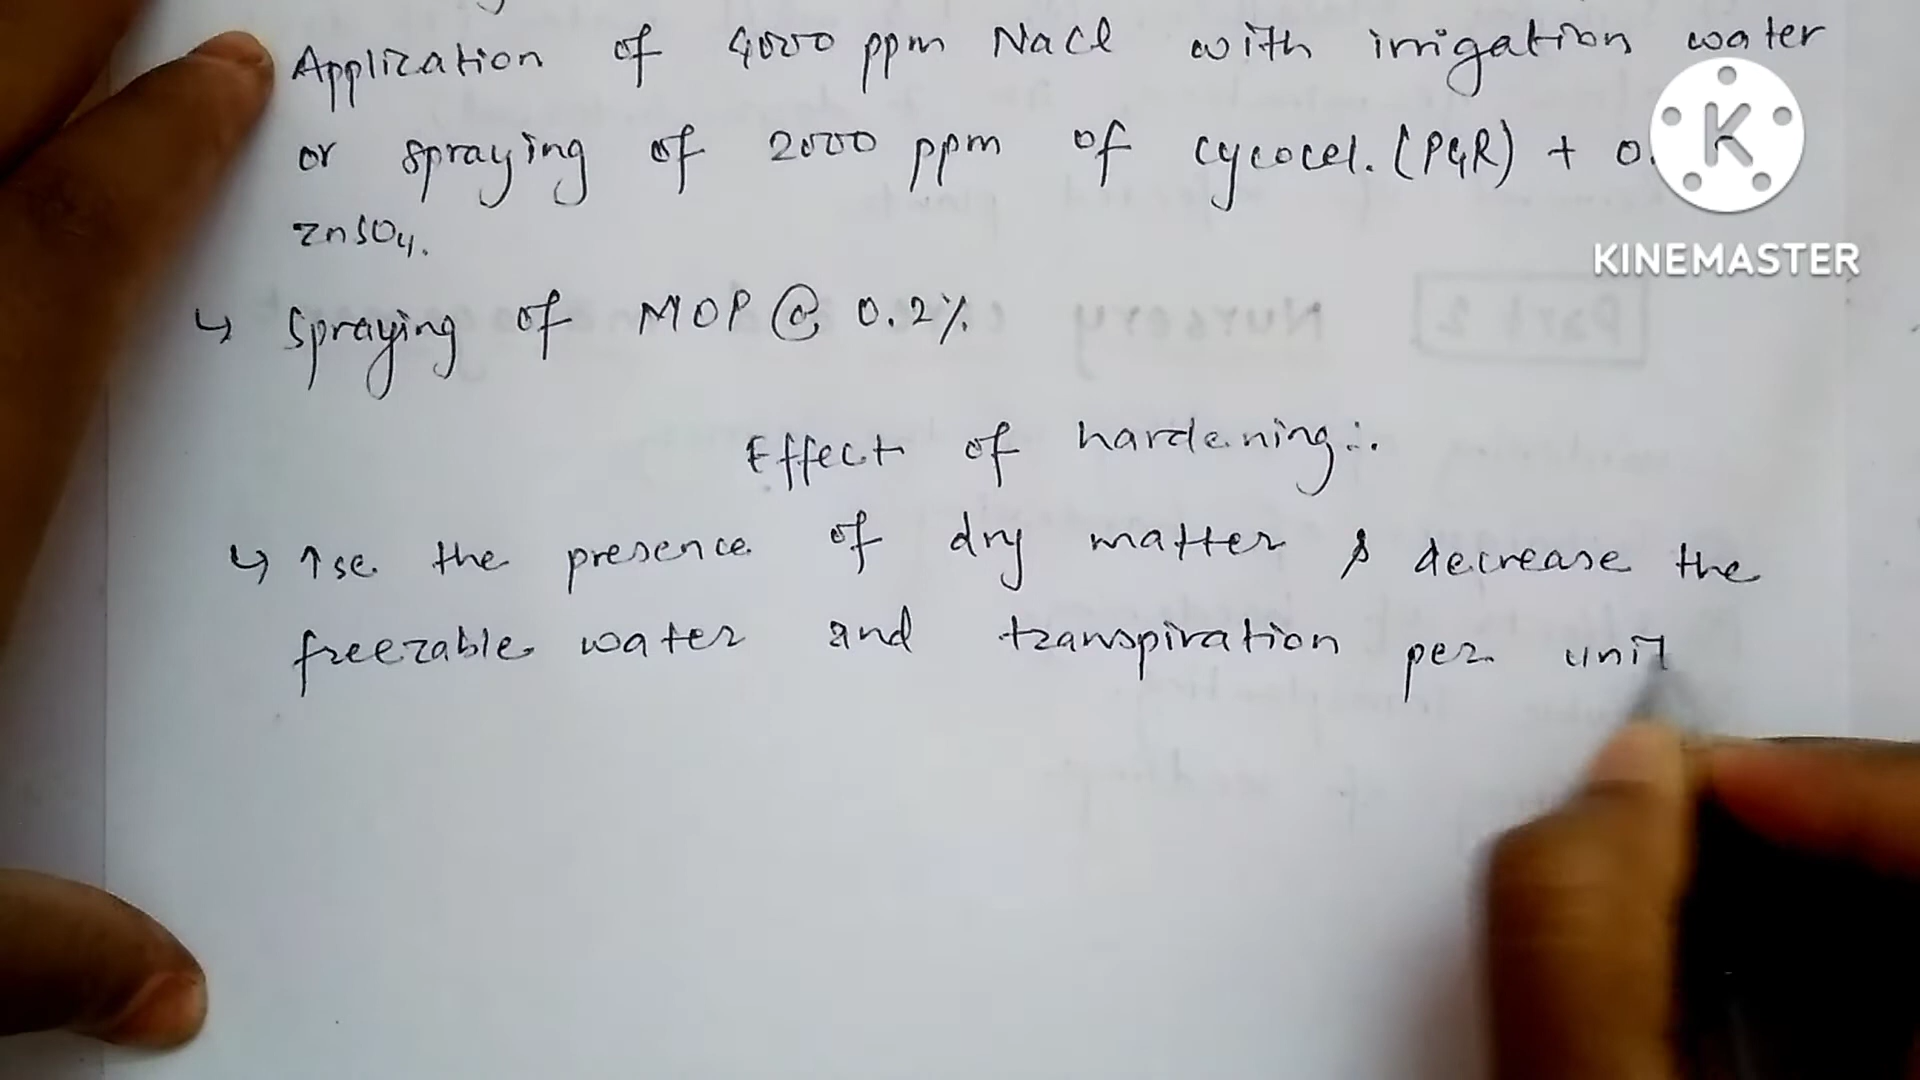 Application of 4000 ppm NaCl with irrigation water
or spraying of 2000 ppm of cycocel. (PGR) + 0.
ZnSO4.
↳ Spraying of MOP @ 0.2%
Effect of hardening:.
↳ ↑se the presence of dry matter & decrease the
freezable water and transpiration per unit
KINEMASTER